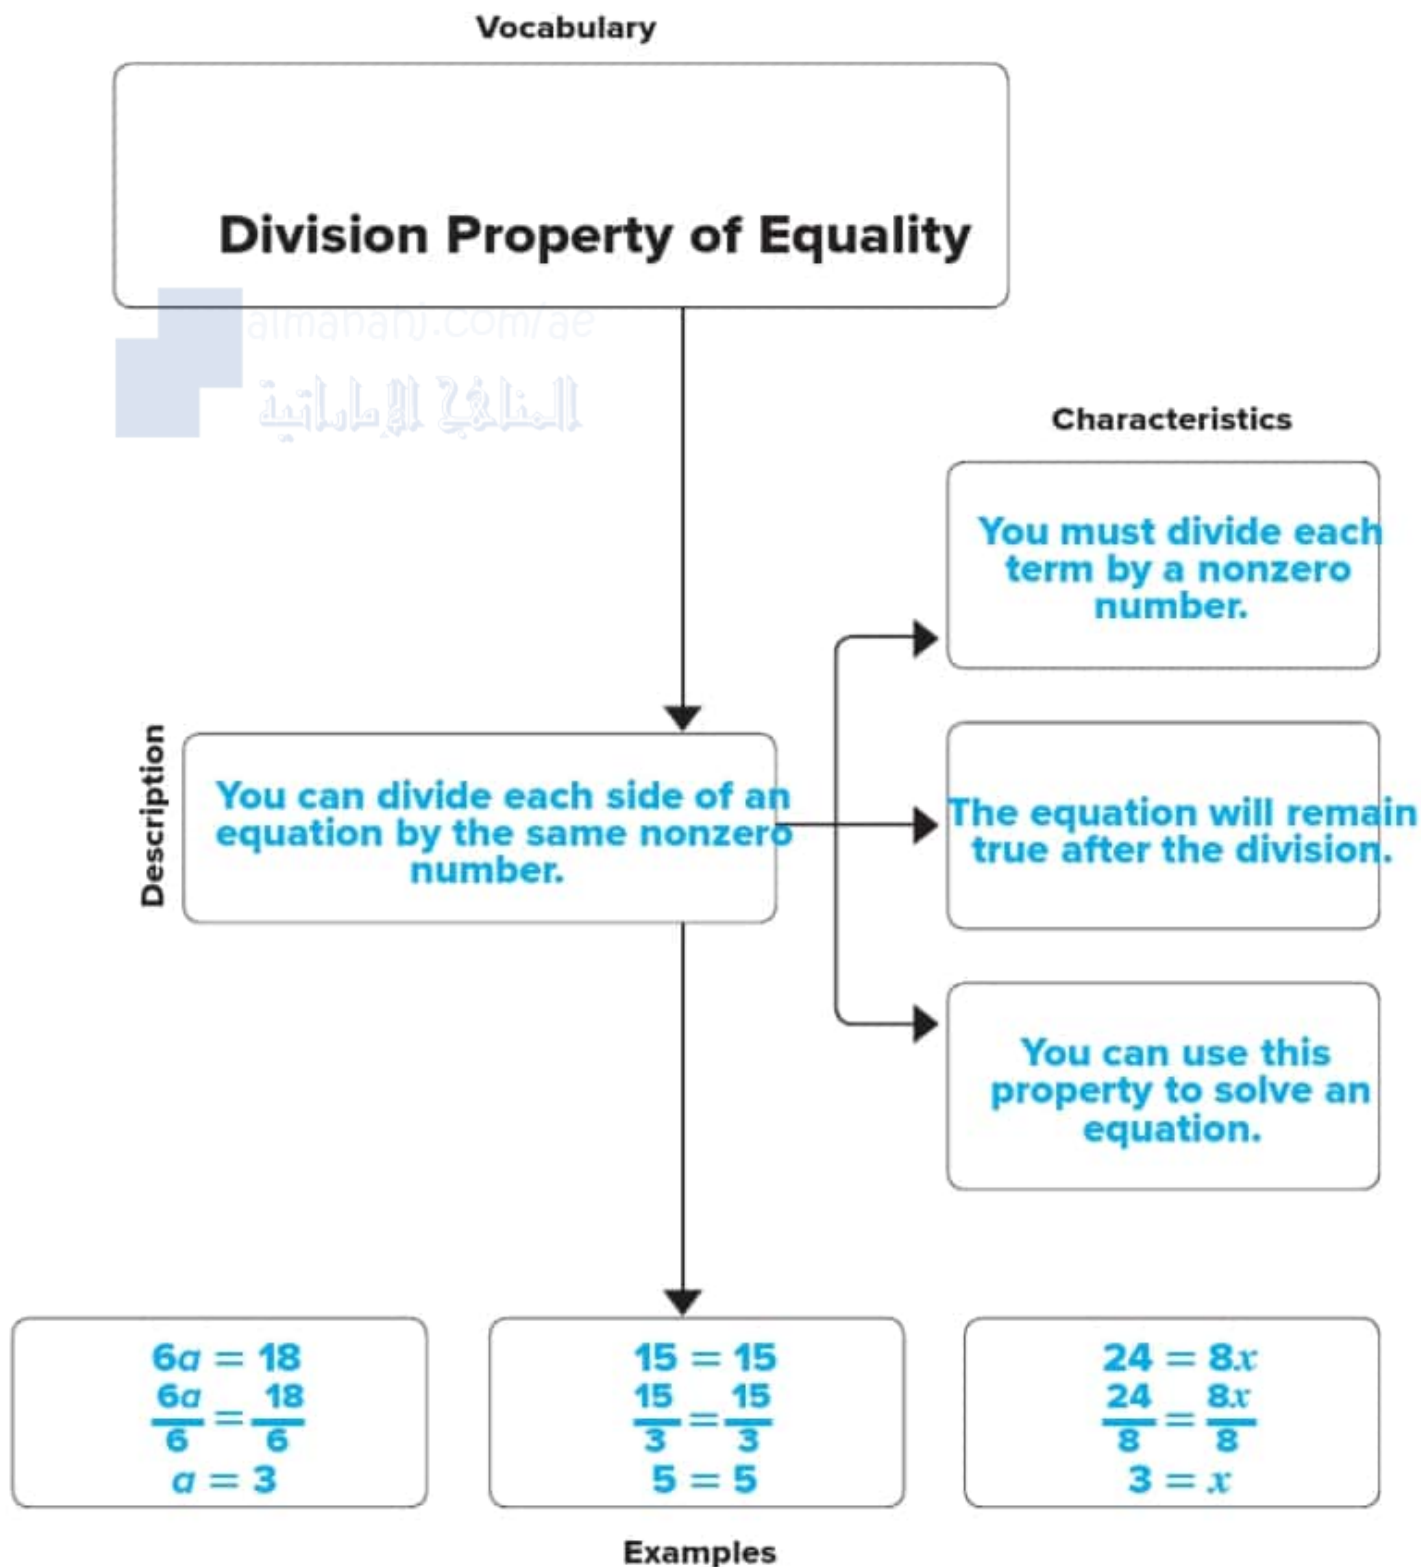 Vocabulary
Division Property of Equality
almanahj.com/ae
المناهج الإماراتية
Characteristics
You must divide each
term by a nonzero
number.
Description
You can divide each side of an
equation by the same nonzero
number.
The equation will remain
true after the division.
You can use this
property to solve an
equation.
6a = 18
6a/6 = 18/6
a = 3
15 = 15
15/3 = 15/3
5 = 5
24 = 8x
24/8 = 8x/8
3 = x
Examples